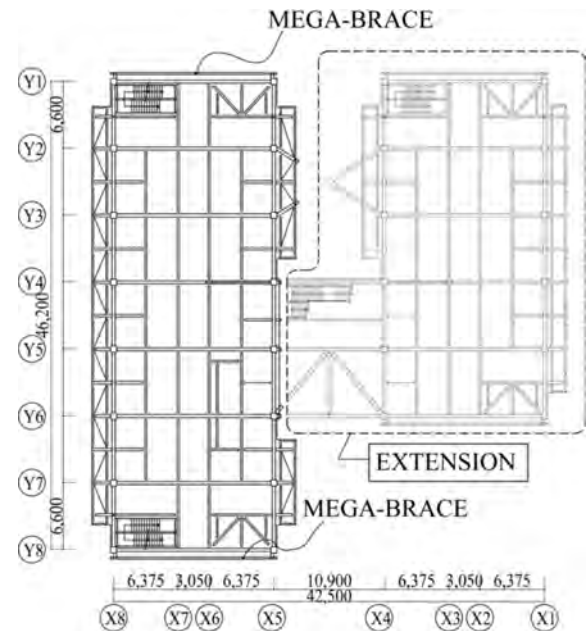 MEGA-BRACE
Y1
6,600
Y2
Y3
Y4
46,200
Y5
Y6
EXTENSION
Y7
6,600
MEGA-BRACE
Y8
6,375 3,050 6,375 10,900 6,375 3,050 6,375
42,500
X8 X7 X6 X5 X4 X3 X2 X1